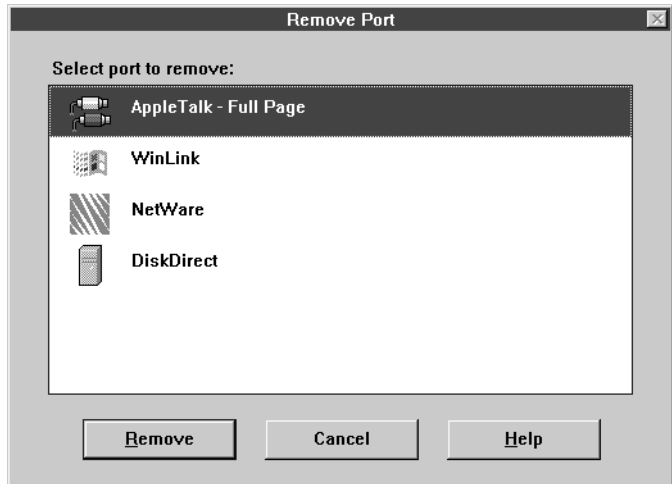 Remove Port
Select port to remove:
AppleTalk - Full Page
WinLink
NetWare
DiskDirect
Remove Cancel Help